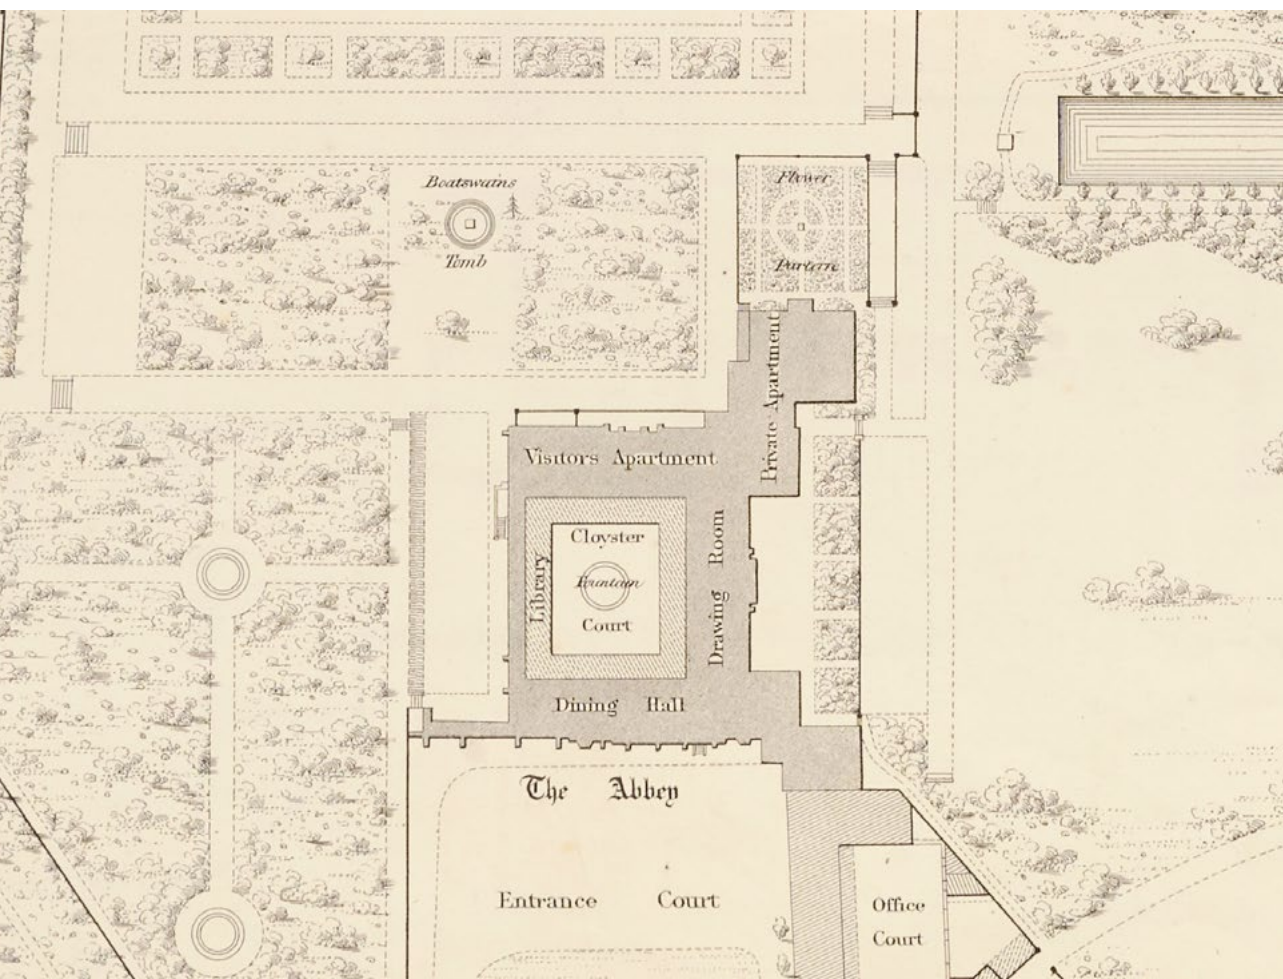 Boatswains
Tomb
Flower
Partern
Private Apartment
Visitors Apartment
Cloyster
Fountain
Court
Library
Drawing Room
Dining Hall
The Abbey
Entrance Court
Office
Court